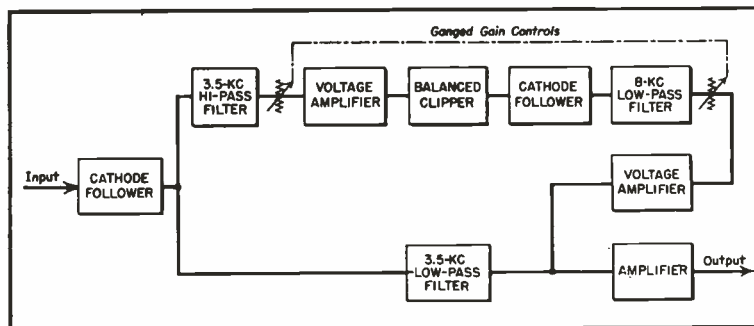 Ganged Gain Controls
3.5-KC
HI-PASS
FILTER
VOLTAGE
AMPLIFIER
BALANCED
CLIPPER
CATHODE
FOLLOWER
8-KC
LOW-PASS
FILTER
Input
CATHODE
FOLLOWER
VOLTAGE
AMPLIFIER
3.5-KC
LOW-PASS
FILTER
AMPLIFIER
Output